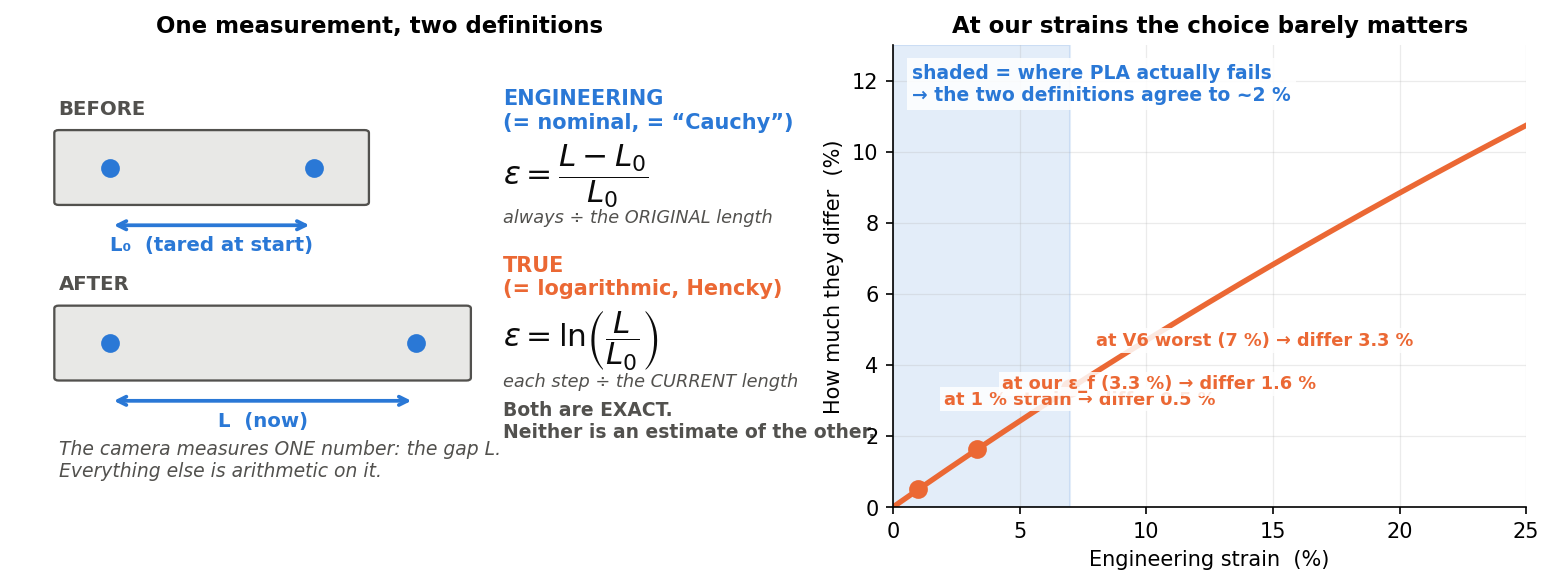 One measurement, two definitions
BEFORE
L₀  (tared at start)
AFTER
L  (now)
The camera measures ONE number: the gap L.
Everything else is arithmetic on it.
ENGINEERING
(= nominal, = “Cauchy”)
ε = (L − L₀) / L₀
always ÷ the ORIGINAL length
TRUE
(= logarithmic, Hencky)
ε = ln(L / L₀)
each step ÷ the CURRENT length
Both are EXACT.
Neither is an estimate of the other.
At our strains the choice barely matters
shaded = where PLA actually fails
→ the two definitions agree to ~2 %
at V6 worst (7 %) → differ 3.3 %
at our ε_f (3.3 %) → differ 1.6 %
at 1 % strain → differ 0.5 %
How much they differ  (%)
12
10
8
6
4
2
0
0 5 10 15 20 25
Engineering strain  (%)